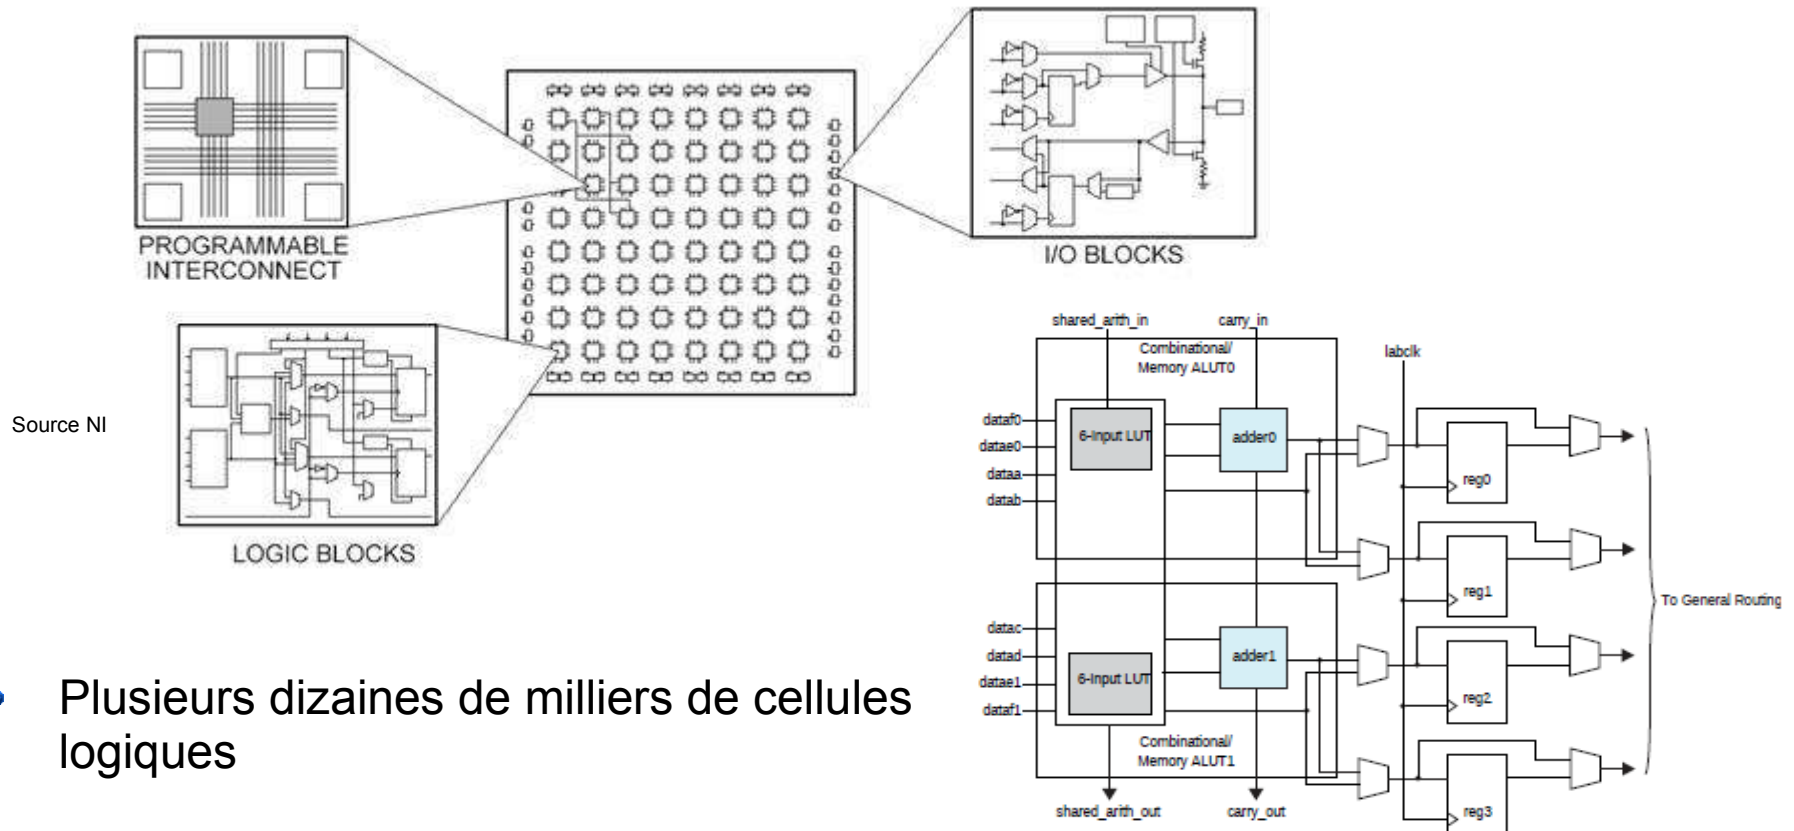 PROGRAMMABLE
INTERCONNECT
I/O BLOCKS
LOGIC BLOCKS
Source NI
Plusieurs dizaines de milliers de cellules
logiques
shared_arith_in
carry_in
Combinational/
Memory ALUT0
labclk
dataf0
datae0
dataa
datab
6-Input LUT
adder0
reg0
reg1
To General Routing
datac
datad
datae1
dataf1
6-Input LUT
adder1
reg2
Combinational/
Memory ALUT1
reg3
shared_arith_out
carry_out